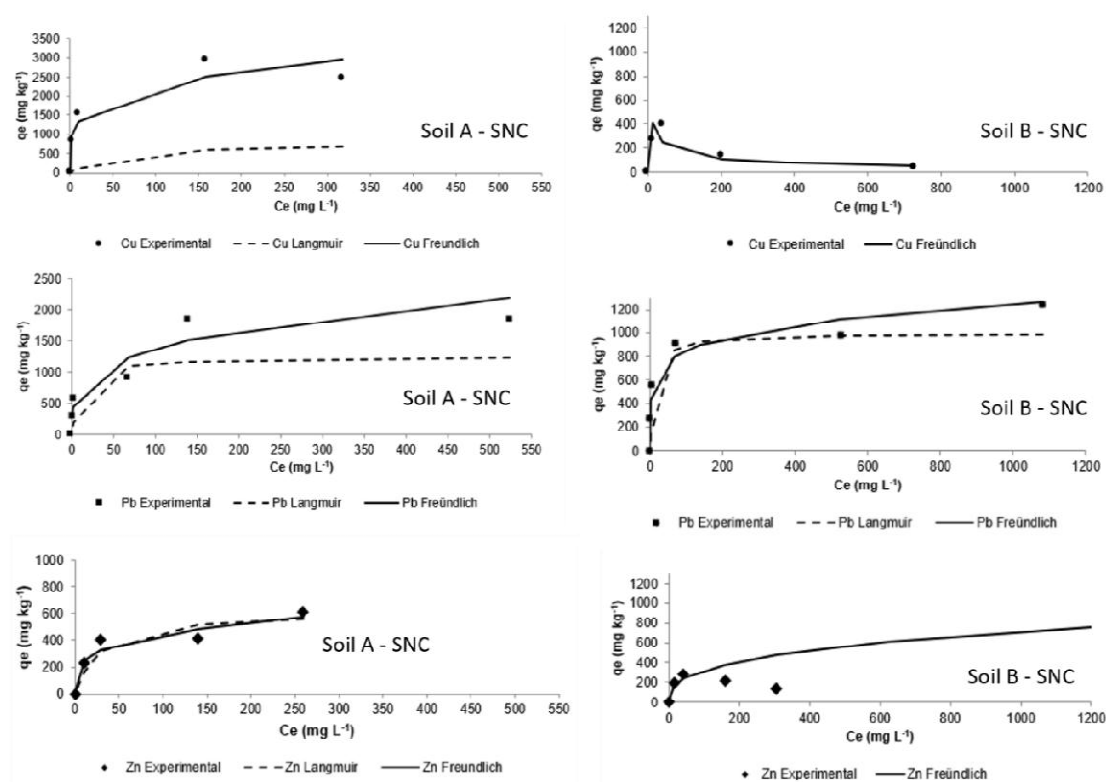 3500
3000
2500
2000
1500
1000
500
0
qe (mg kg⁻¹)
Soil A - SNC
0 50 100 150 200 250 300 350 400 450 500 550
Ce (mg L⁻¹)
Cu Experimental Cu Langmuir Cu Freundlich
1200
1000
800
600
400
200
0
qe (mg kg⁻¹)
Soil B - SNC
0 200 400 600 800 1000 1200
Ce (mg L⁻¹)
Cu Experimental Cu Freündlich
2500
2000
1500
1000
500
0
qe (mg kg⁻¹)
Soil A - SNC
0 50 100 150 200 250 300 350 400 450 500 550
Ce (mg L⁻¹)
Pb Experimental Pb Langmuir Pb Freündlich
1200
1000
800
600
400
200
0
qe (mg kg⁻¹)
Soil B - SNC
0 200 400 600 800 1000 1200
Ce (mg L⁻¹)
Pb Experimental Pb Langmuir Pb Freündlich
1000
800
600
400
200
0
qe (mg kg⁻¹)
Soil A - SNC
0 50 100 150 200 250 300 350 400 450 500 550
Ce (mg L⁻¹)
Zn Experimental Zn Langmuir Zn Freundlich
1200
1000
800
600
400
200
0
qe (mg kg⁻¹)
Soil B - SNC
0 200 400 600 800 1000 1200
Ce (mg L⁻¹)
Zn Experimental Zn Freündlich